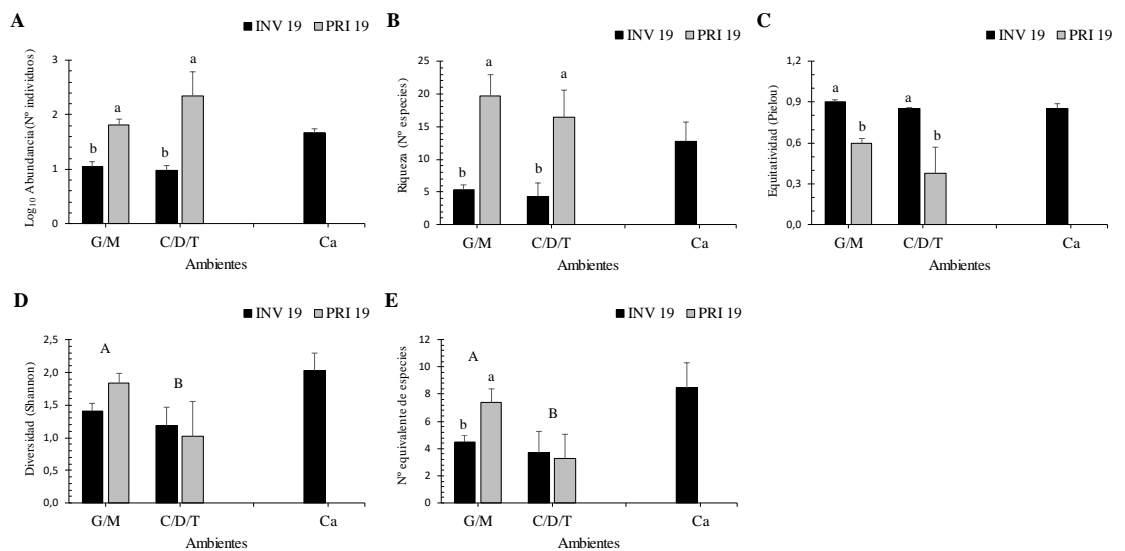 A
INV 19 PRI 19
Log10 Abundancia (Nº individuos)
3
2
1
0
b a b a
G/M C/D/T Ca
Ambientes
B
INV 19 PRI 19
Riqueza (Nº especies)
25
20
15
10
5
0
b a b a
G/M C/D/T Ca
Ambientes
C
INV 19 PRI 19
Equitatividad (Pielou)
1,2
0,9
0,6
0,3
0,0
a b a b
G/M C/D/T Ca
Ambientes
D
INV 19 PRI 19
Diversidad (Shannon)
2,5
2,0
1,5
1,0
0,5
0,0
A B
G/M C/D/T Ca
Ambientes
E
INV 19 PRI 19
Nº equivalente de especies
12
10
8
6
4
2
0
A B
b a
G/M C/D/T Ca
Ambientes